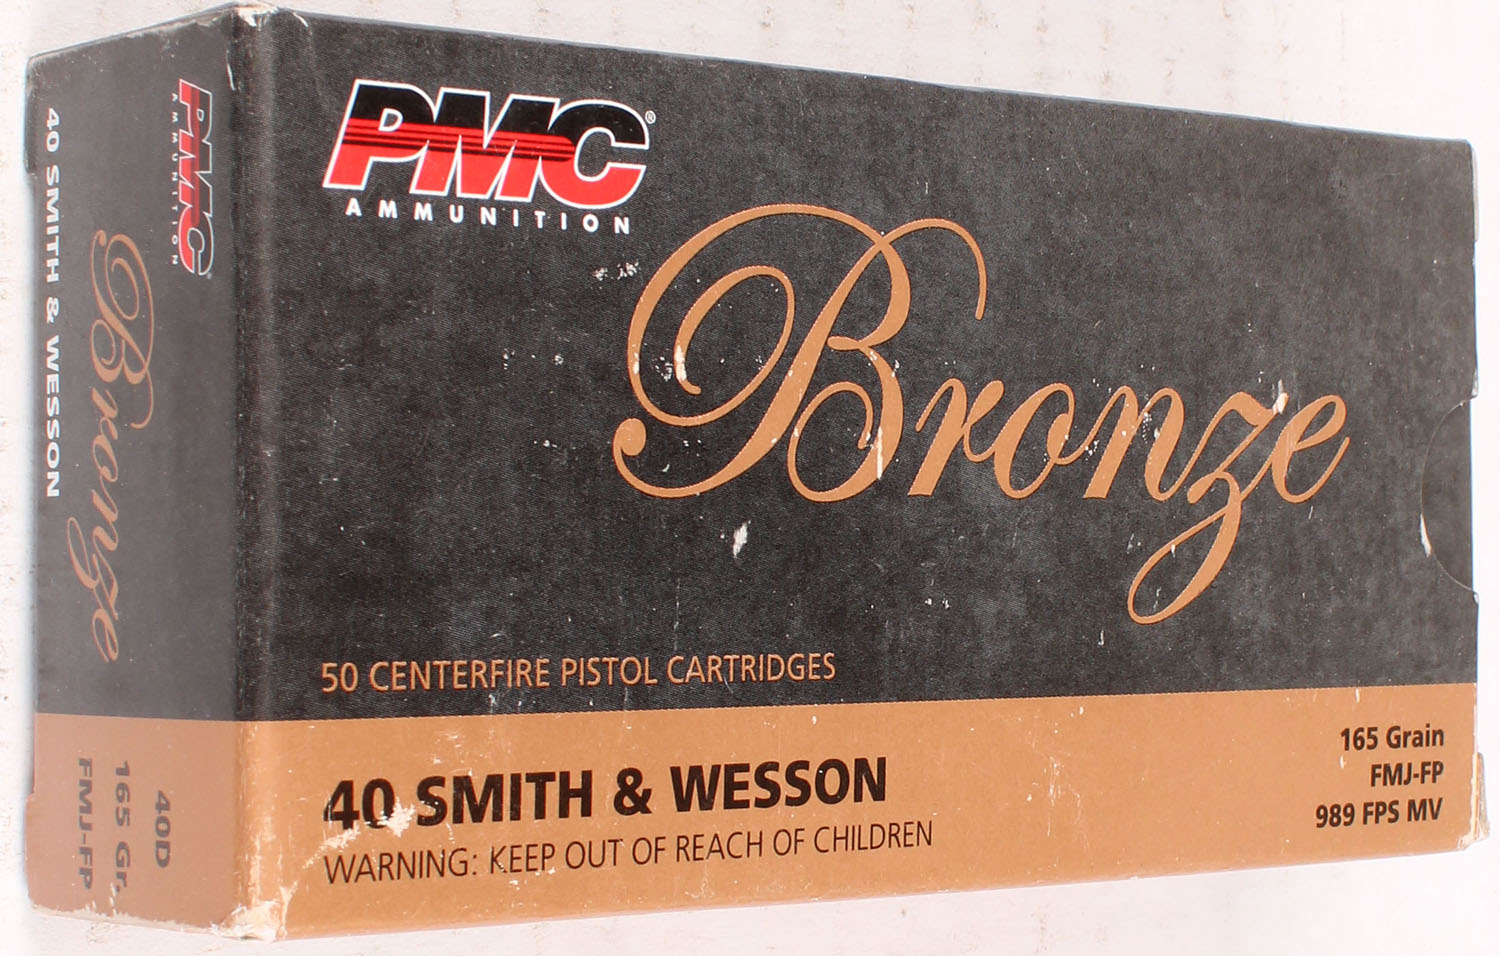 PMC®
AMMUNITION
Bronze
50 CENTERFIRE PISTOL CARTRIDGES
40 SMITH & WESSON
WARNING: KEEP OUT OF REACH OF CHILDREN
165 Grain
FMJ-FP
989 FPS MV
PMC
AMMUNITION
Bronze
40 SMITH & WESSON
40D
165 Gr.
FMJ-FP